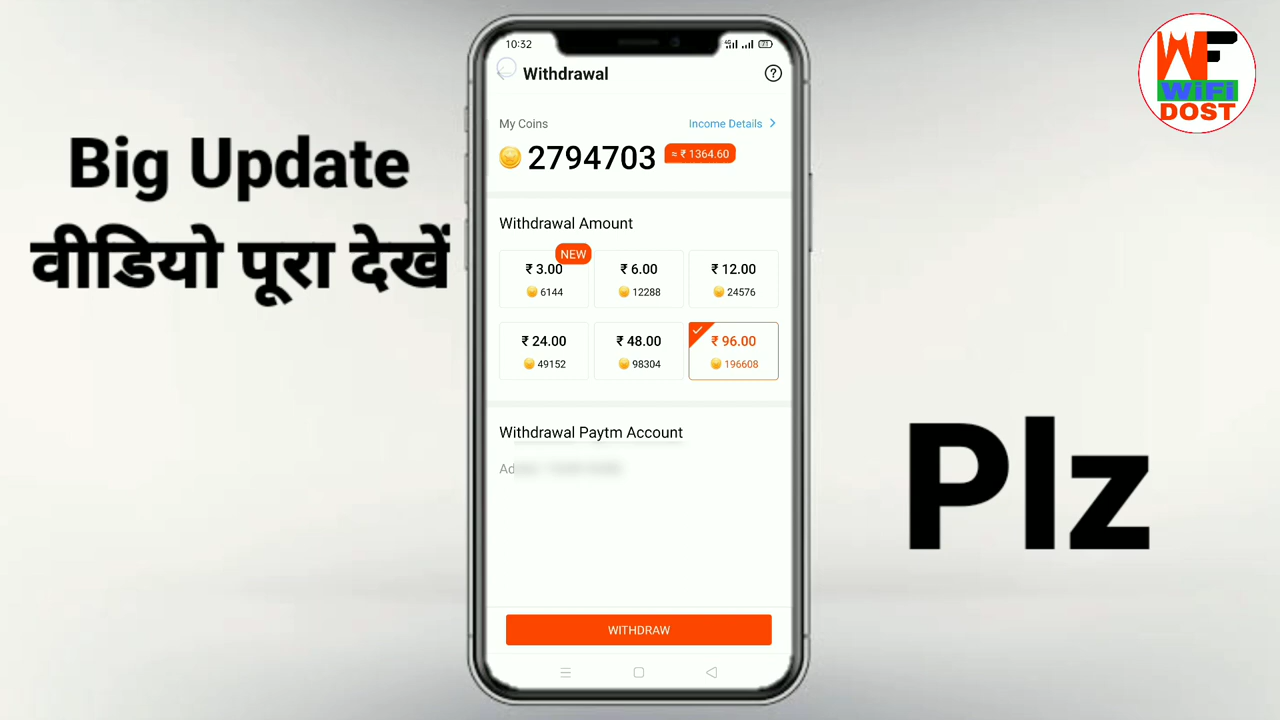 10:32
Withdrawal
?
WF
WiFi
DOST
My Coins
Income Details >
2794703
≈ ₹ 1364.60
Big Update
वीडियो पूरा देखें
Withdrawal Amount
NEW
₹ 3.00
₹ 6.00
₹ 12.00
6144
12288
24576
₹ 24.00
₹ 48.00
₹ 96.00
49152
98304
196608
Withdrawal Paytm Account
Plz
WITHDRAW